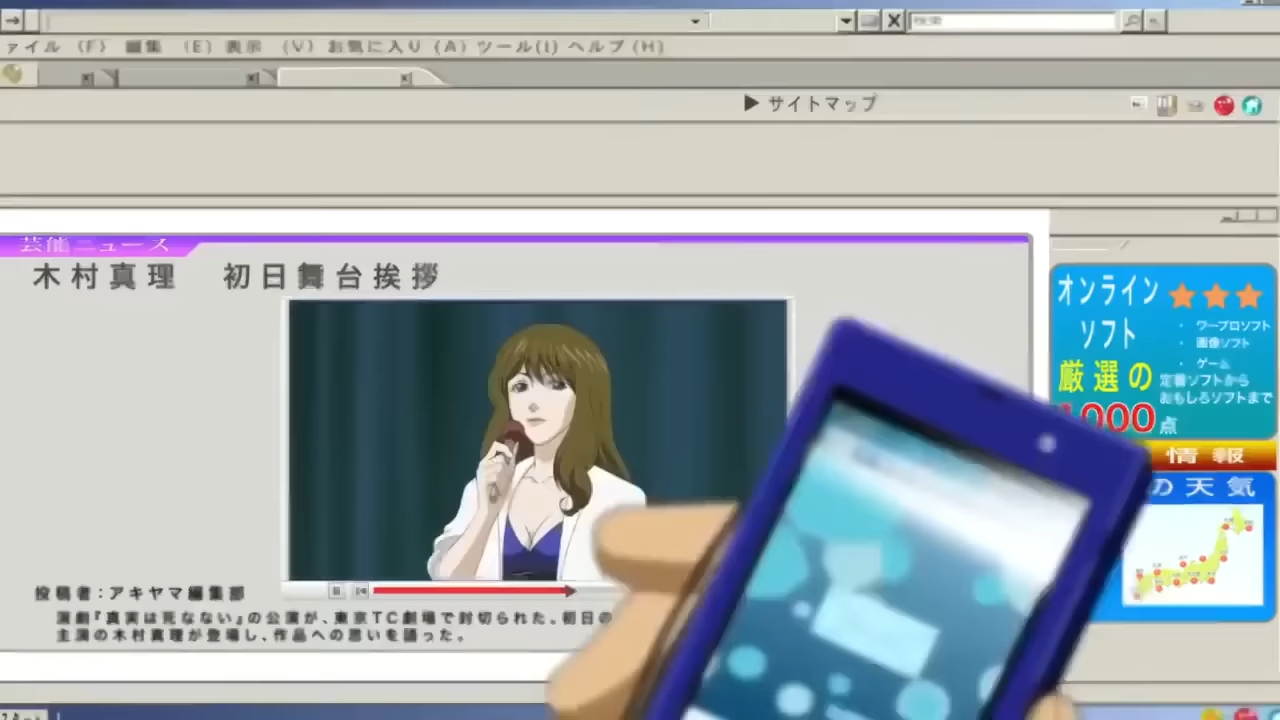 ァイル (F) 編集 (E) 表示 (V) お気に入り (A) ツール(I) ヘルプ (H)
▶ サイトマップ
芸能ニュース
木村真理 初日舞台挨拶
投稿者：アキヤマ編集部
演劇『真実は死なない』の公演が、東京TC劇場で封切られた。初日の
主演の木村真理が登場し、作品への思いを語った。
オンライン
ソフト
厳選の
1000点
・ ワープロソフト
・ 画像ソフト
・ ゲーム
定番ソフトから
おもしろソフトまで
情報
の天気